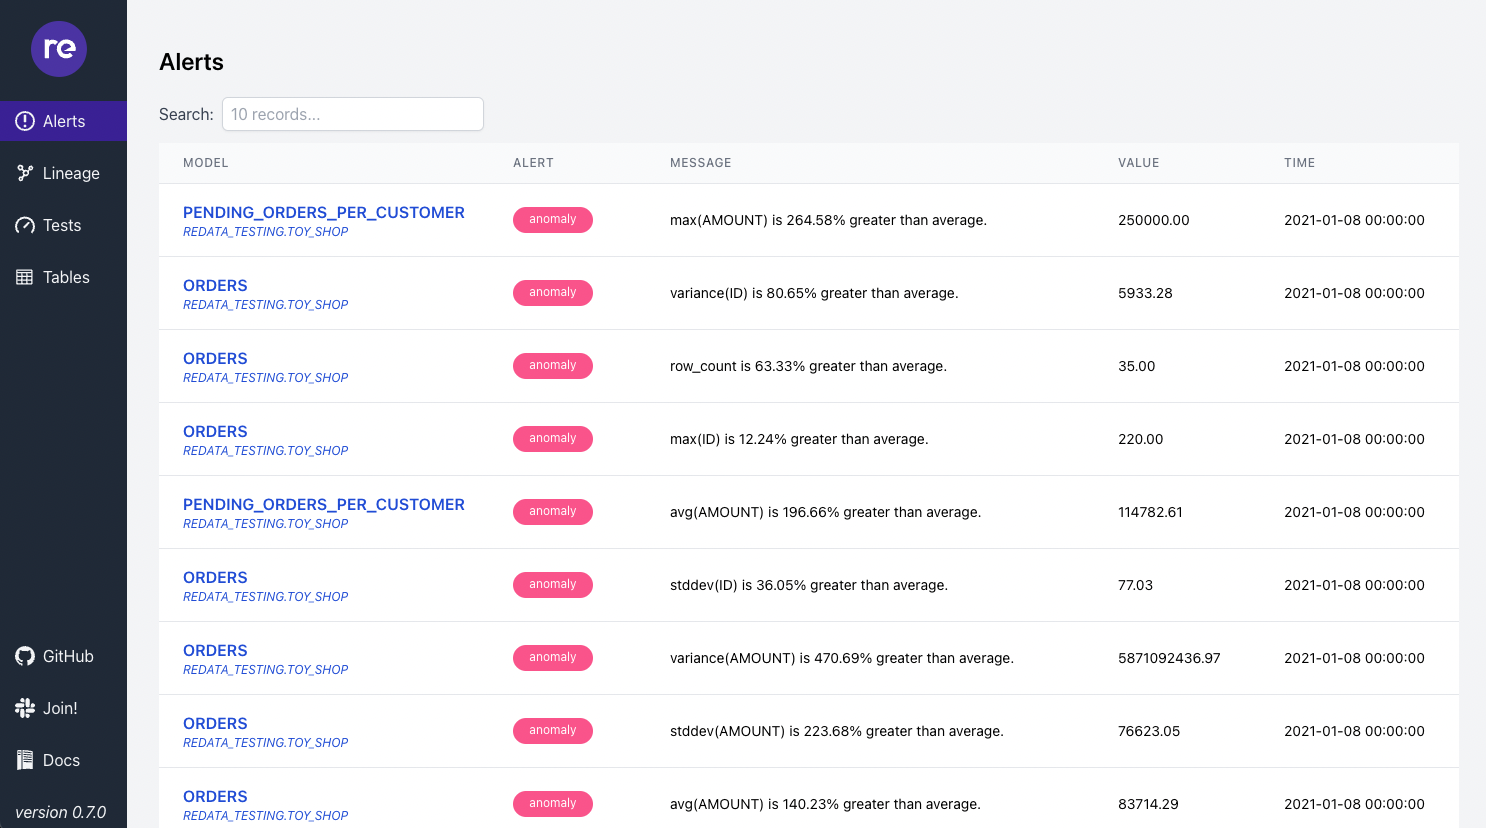 re
Alerts
Lineage
Tests
Tables
GitHub
Join!
Docs
version 0.7.0
Alerts
Search: 10 records...
MODEL ALERT MESSAGE VALUE TIME
PENDING_ORDERS_PER_CUSTOMER
REDATA_TESTING.TOY_SHOP
anomaly max(AMOUNT) is 264.58% greater than average. 250000.00 2021-01-08 00:00:00
ORDERS
REDATA_TESTING.TOY_SHOP
anomaly variance(ID) is 80.65% greater than average. 5933.28 2021-01-08 00:00:00
ORDERS
REDATA_TESTING.TOY_SHOP
anomaly row_count is 63.33% greater than average. 35.00 2021-01-08 00:00:00
ORDERS
REDATA_TESTING.TOY_SHOP
anomaly max(ID) is 12.24% greater than average. 220.00 2021-01-08 00:00:00
PENDING_ORDERS_PER_CUSTOMER
REDATA_TESTING.TOY_SHOP
anomaly avg(AMOUNT) is 196.66% greater than average. 114782.61 2021-01-08 00:00:00
ORDERS
REDATA_TESTING.TOY_SHOP
anomaly stddev(ID) is 36.05% greater than average. 77.03 2021-01-08 00:00:00
ORDERS
REDATA_TESTING.TOY_SHOP
anomaly variance(AMOUNT) is 470.69% greater than average. 5871092436.97 2021-01-08 00:00:00
ORDERS
REDATA_TESTING.TOY_SHOP
anomaly stddev(AMOUNT) is 223.68% greater than average. 76623.05 2021-01-08 00:00:00
ORDERS
REDATA_TESTING.TOY_SHOP
anomaly avg(AMOUNT) is 140.23% greater than average. 83714.29 2021-01-08 00:00:00